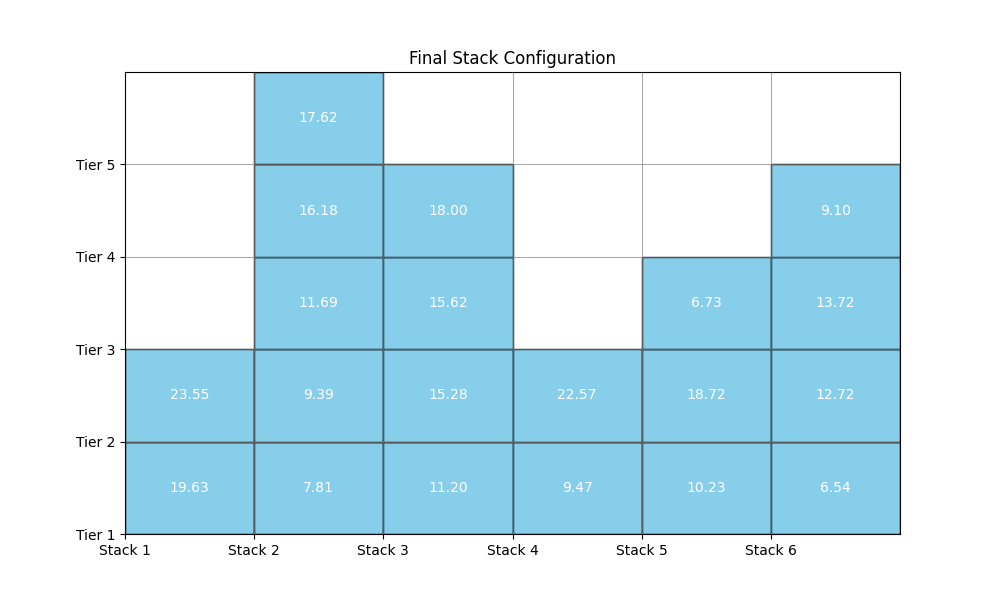 Final Stack Configuration
17.62
Tier 5
16.18 18.00 9.10
Tier 4
11.69 15.62 6.73 13.72
Tier 3
23.55 9.39 15.28 22.57 18.72 12.72
Tier 2
19.63 7.81 11.20 9.47 10.23 6.54
Tier 1
Stack 1 Stack 2 Stack 3 Stack 4 Stack 5 Stack 6